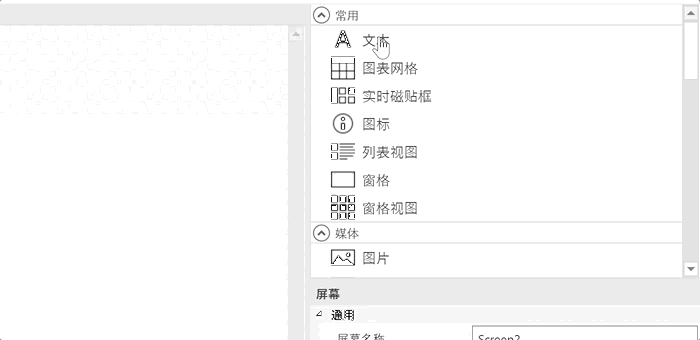 常用
文本
图表网格
实时磁贴框
图标
列表视图
窗格
窗格视图
媒体
图片
屏幕
通用
屏幕名称 Screen2